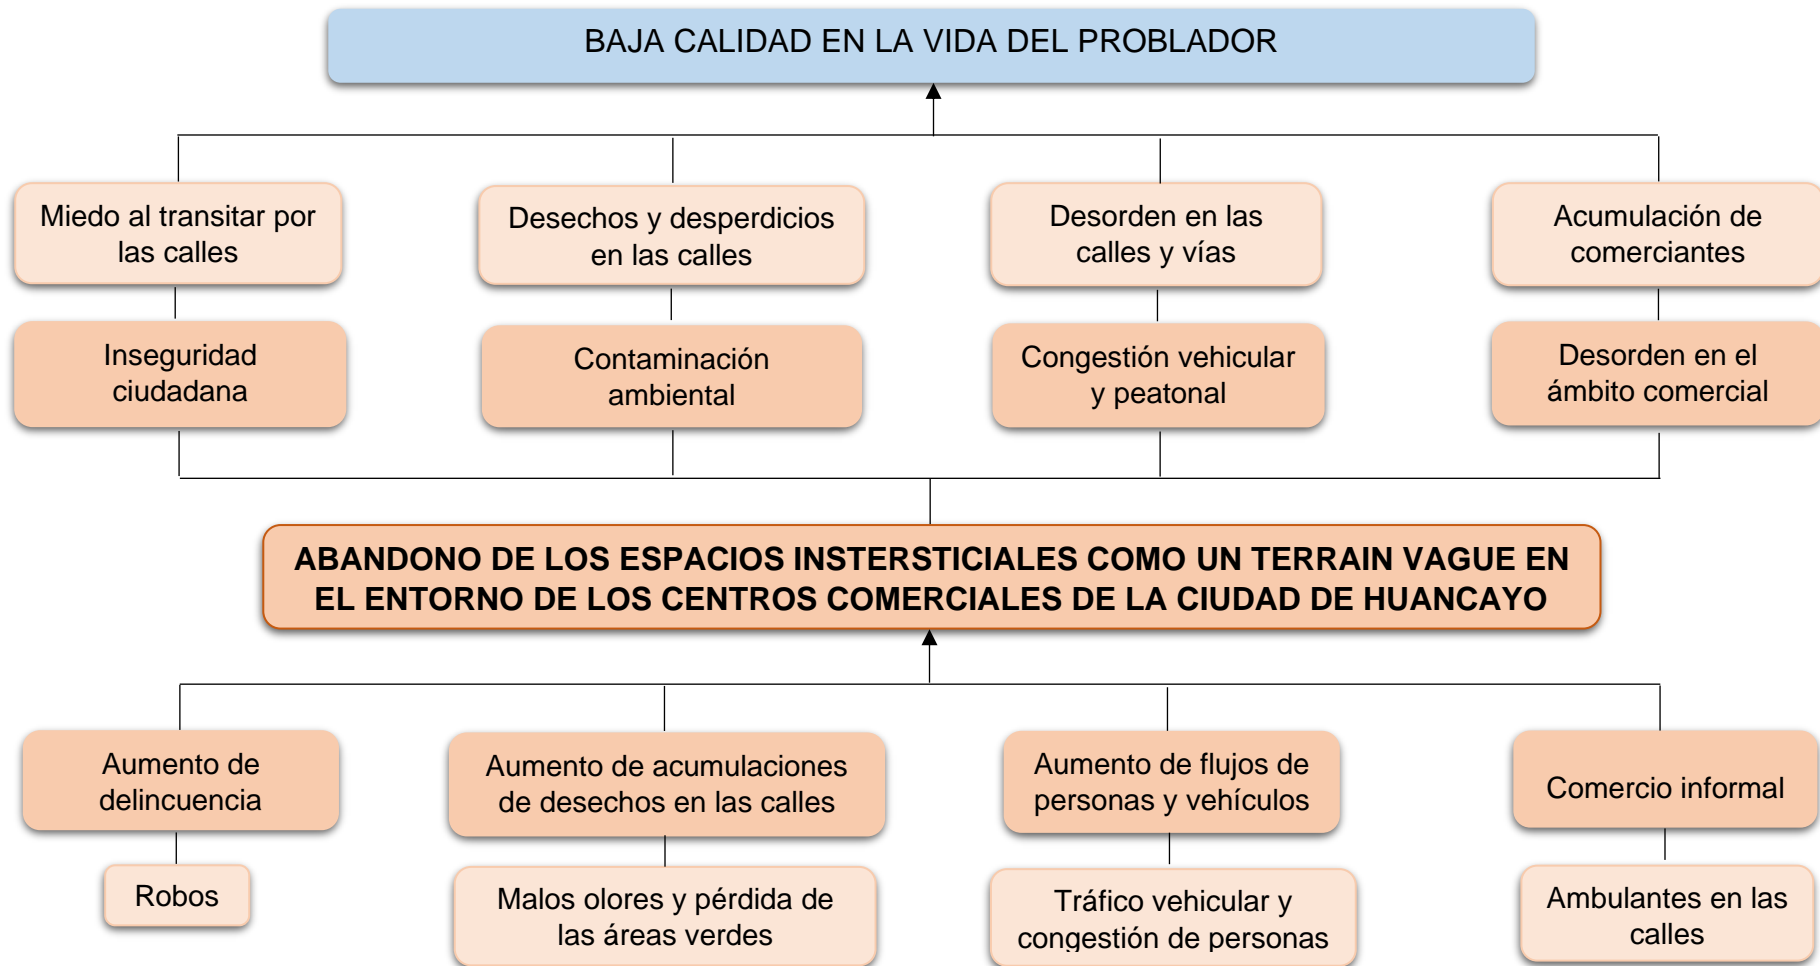 BAJA CALIDAD EN LA VIDA DEL PROBLADOR
Miedo al transitar por
las calles
Desechos y desperdicios
en las calles
Desorden en las
calles y vías
Acumulación de
comerciantes
Inseguridad
ciudadana
Contaminación
ambiental
Congestión vehicular
y peatonal
Desorden en el
ámbito comercial
ABANDONO DE LOS ESPACIOS INSTERSTICIALES COMO UN TERRAIN VAGUE EN
EL ENTORNO DE LOS CENTROS COMERCIALES DE LA CIUDAD DE HUANCAYO
Aumento de
delincuencia
Aumento de acumulaciones
de desechos en las calles
Aumento de flujos de
personas y vehículos
Comercio informal
Robos
Malos olores y pérdida de
las áreas verdes
Tráfico vehicular y
congestión de personas
Ambulantes en las
calles